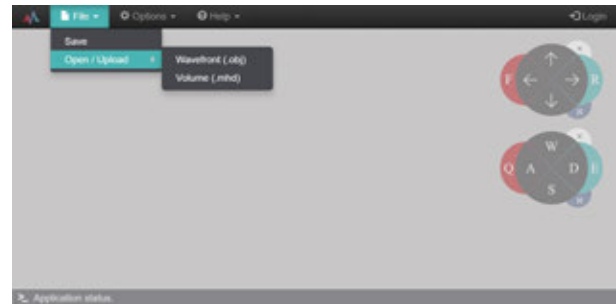 File Options Help Login
Save
Open / Upload
Wavefront (.obj)
Volume (.mhd)
F R
W
Q A D E
S
Application status.